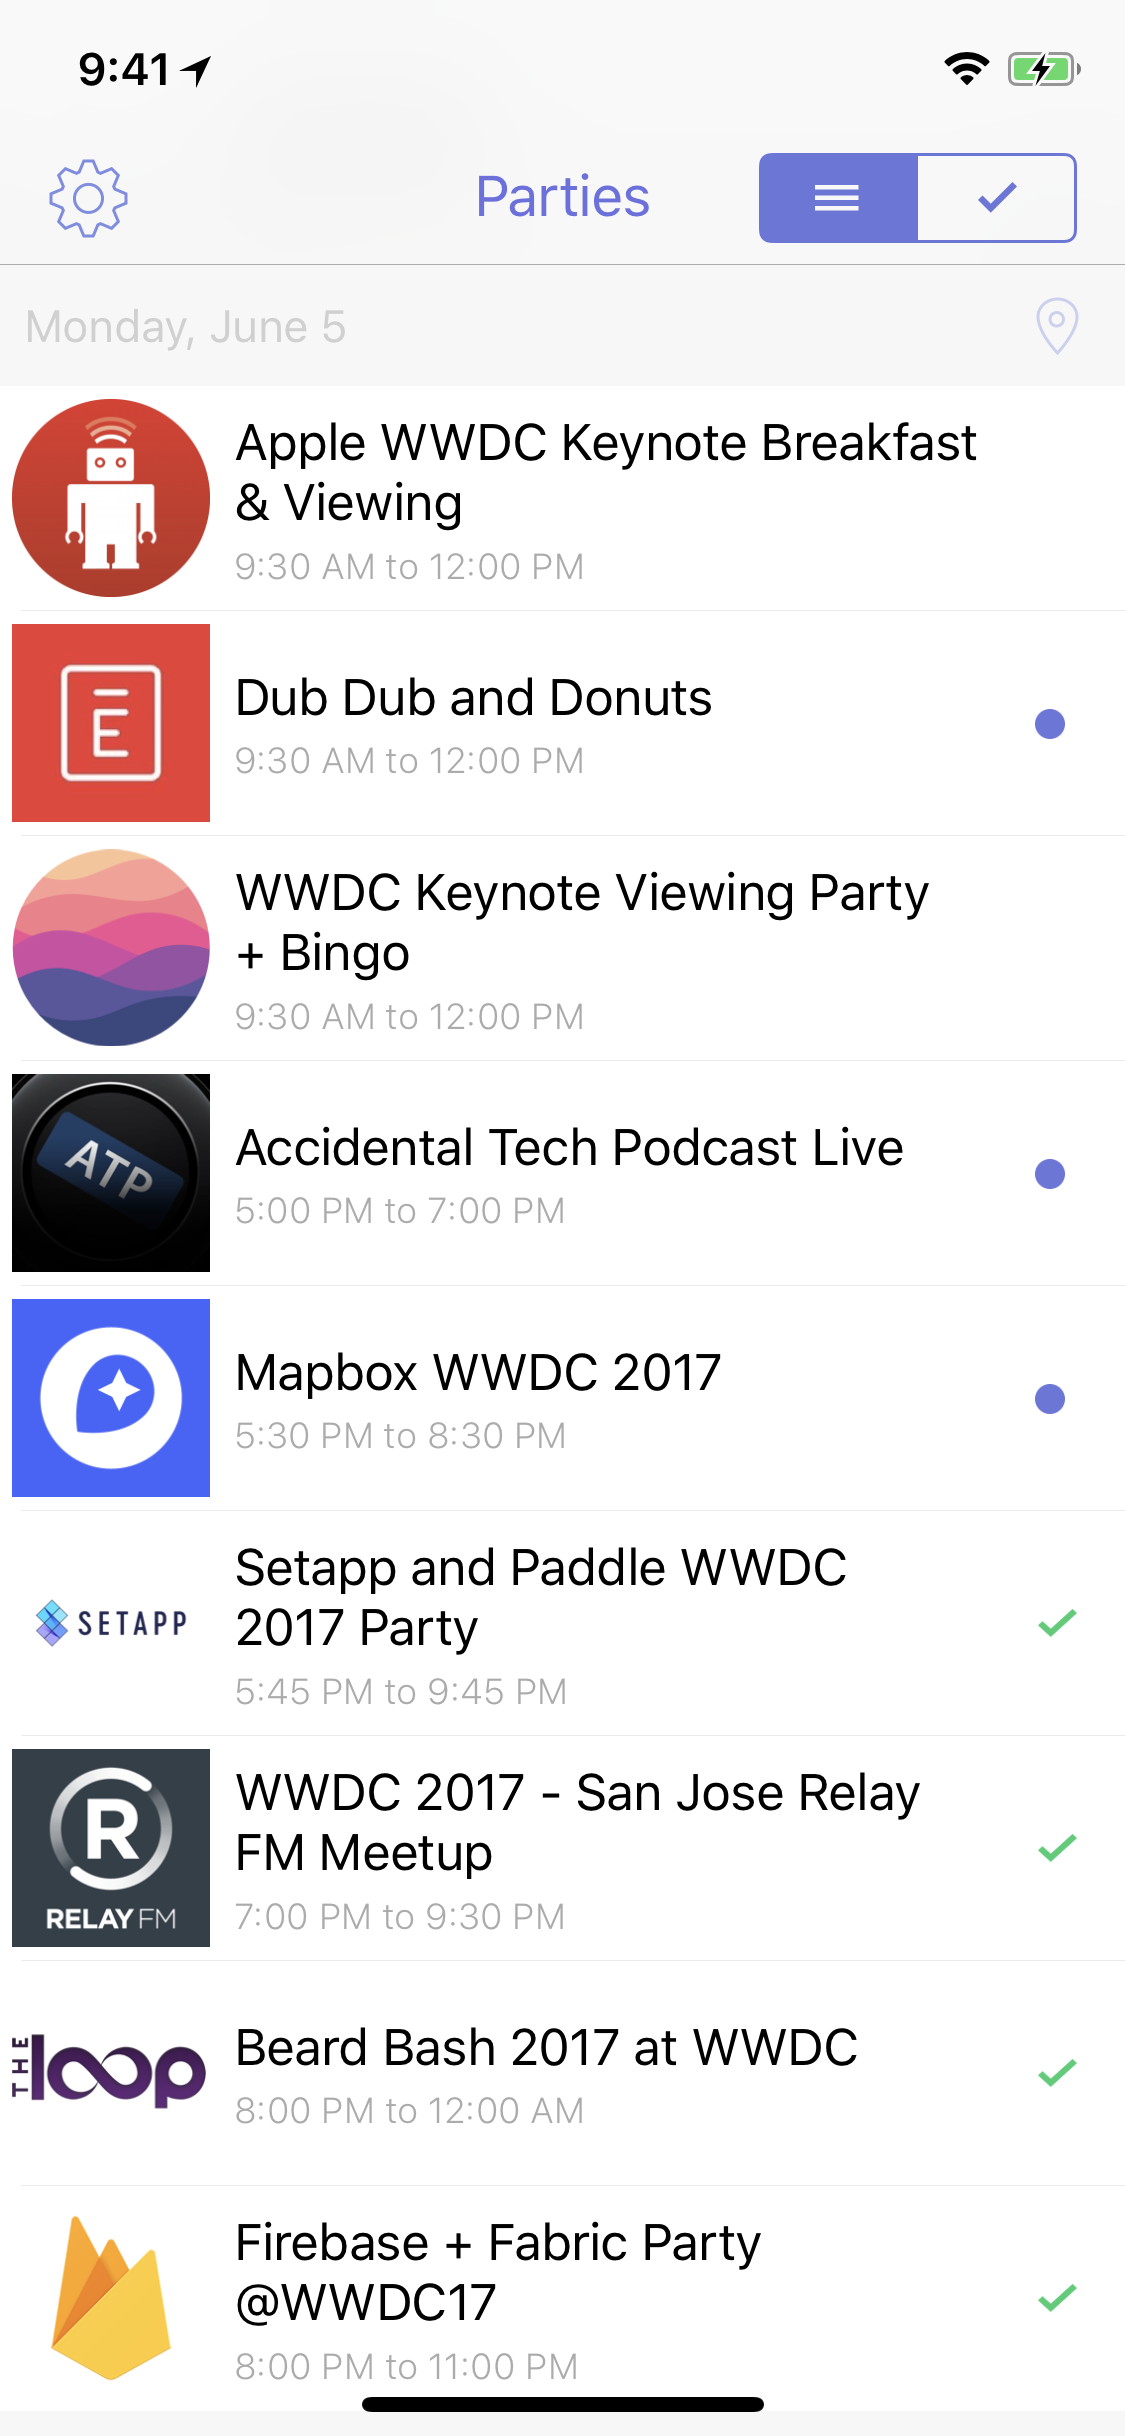 9:41
Parties
Monday, June 5
Apple WWDC Keynote Breakfast
& Viewing
9:30 AM to 12:00 PM
E
Dub Dub and Donuts
9:30 AM to 12:00 PM
WWDC Keynote Viewing Party
+ Bingo
9:30 AM to 12:00 PM
ATP
Accidental Tech Podcast Live
5:00 PM to 7:00 PM
Mapbox WWDC 2017
5:30 PM to 8:30 PM
SETAPP
Setapp and Paddle WWDC
2017 Party
5:45 PM to 9:45 PM
R
RELAY FM
WWDC 2017 - San Jose Relay
FM Meetup
7:00 PM to 9:30 PM
THE loop
Beard Bash 2017 at WWDC
8:00 PM to 12:00 AM
Firebase + Fabric Party
@WWDC17
8:00 PM to 11:00 PM